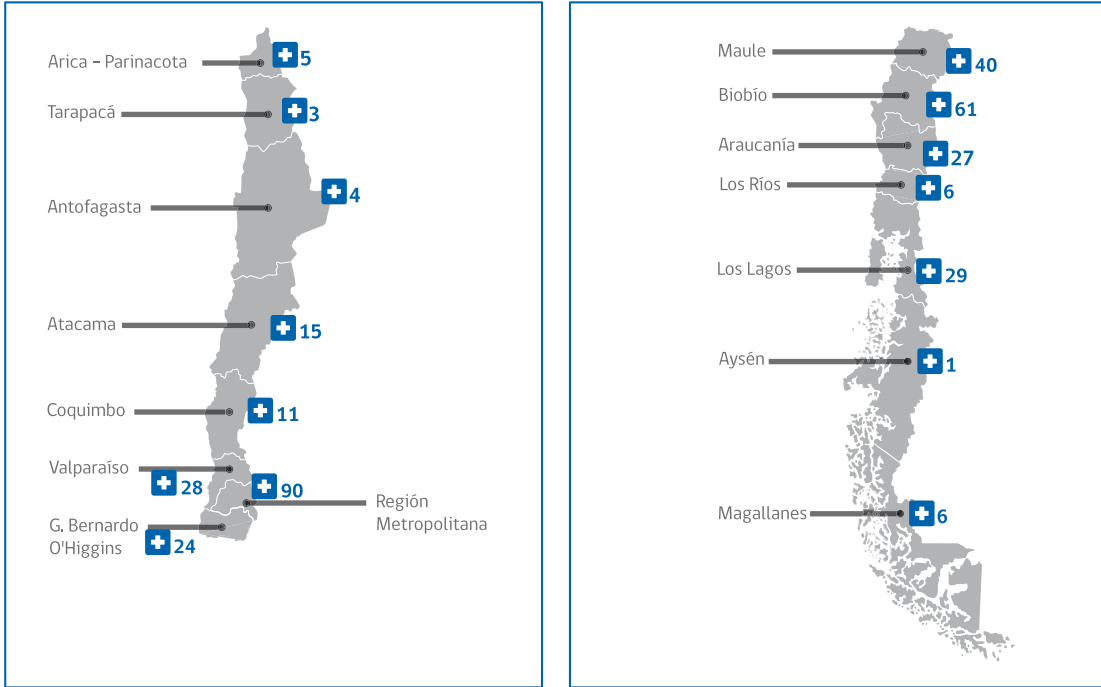 Arica – Parinacota
5
Tarapacá
3
Antofagasta
4
Atacama
15
Coquimbo
11
Valparaíso
28
90
Región
Metropolitana
G. Bernardo
O'Higgins
24
Maule
40
Biobío
61
Araucanía
27
Los Ríos
6
Los Lagos
29
Aysén
1
Magallanes
6